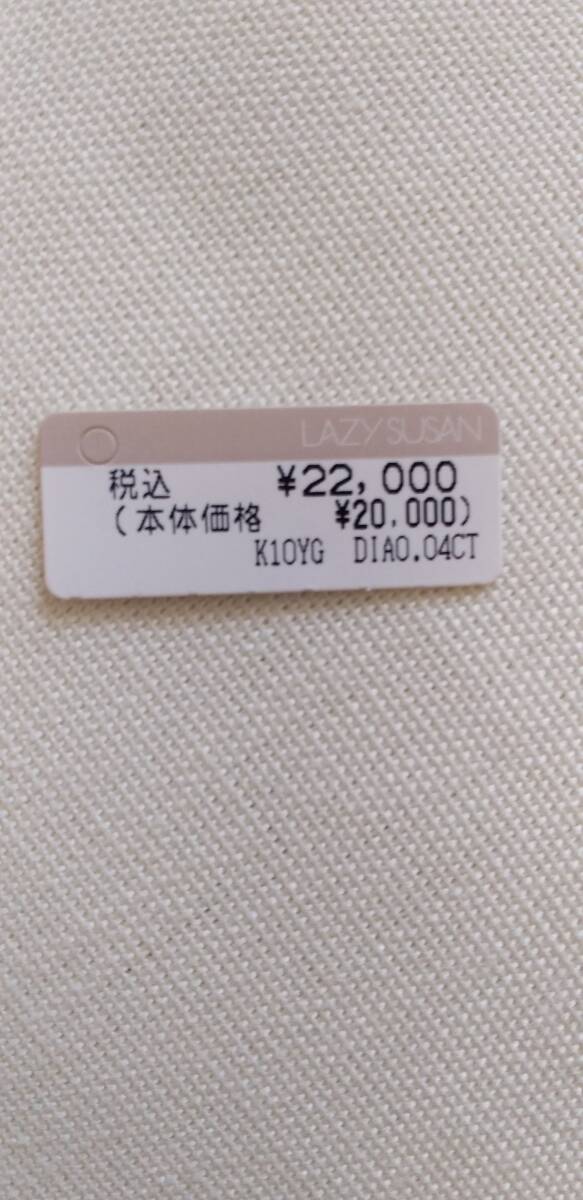 LAZY SUSAN
税込 ¥22,000
(本体価格 ¥20,000)
K10YG DIA0.04CT